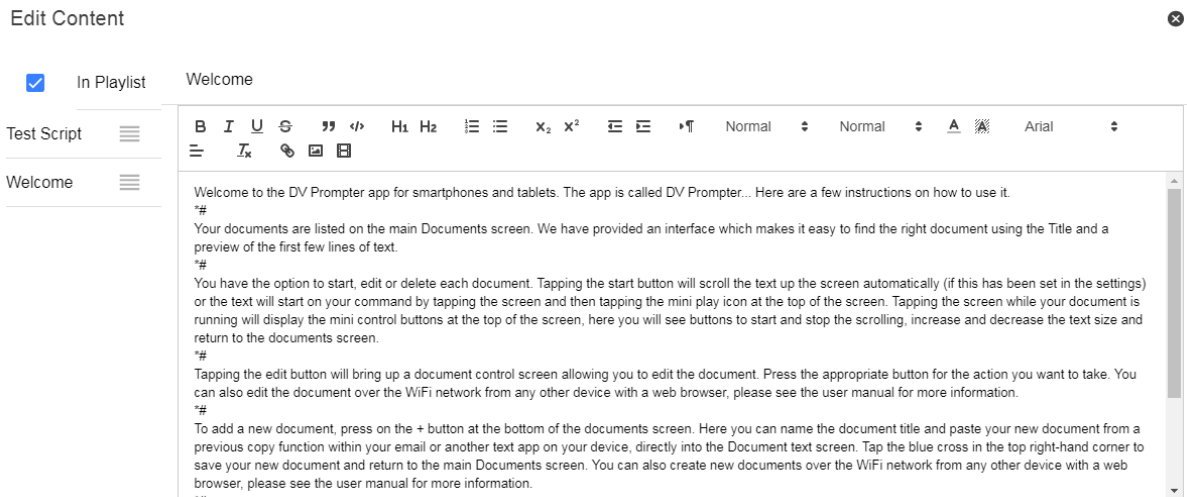 Edit Content
In Playlist
Welcome
Test Script
Welcome
B I U S ” </> H1 H2 X2 X2 Normal Normal A A Arial
Tx
Welcome to the DV Prompter app for smartphones and tablets. The app is called DV Prompter... Here are a few instructions on how to use it.
*#
Your documents are listed on the main Documents screen. We have provided an interface which makes it easy to find the right document using the Title and a
preview of the first few lines of text.
*#
You have the option to start, edit or delete each document. Tapping the start button will scroll the text up the screen automatically (if this has been set in the settings)
or the text will start on your command by tapping the screen and then tapping the mini play icon at the top of the screen. Tapping the screen while your document is
running will display the mini control buttons at the top of the screen, here you will see buttons to start and stop the scrolling, increase and decrease the text size and
return to the documents screen.
*#
Tapping the edit button will bring up a document control screen allowing you to edit the document. Press the appropriate button for the action you want to take. You
can also edit the document over the WiFi network from any other device with a web browser, please see the user manual for more information.
*#
To add a new document, press on the + button at the bottom of the documents screen. Here you can name the document title and paste your new document from a
previous copy function within your email or another text app on your device, directly into the Document text screen. Tap the blue cross in the top right-hand corner to
save your new document and return to the main Documents screen. You can also create new documents over the WiFi network from any other device with a web
browser, please see the user manual for more information.